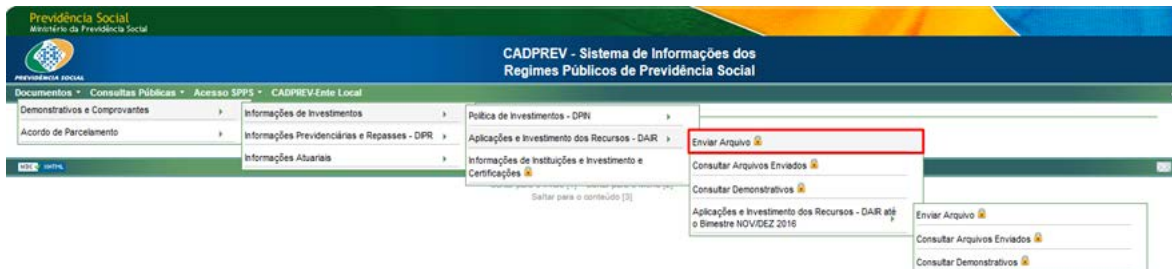 Previdência Social
Ministério da Previdência Social
PREVIDÊNCIA SOCIAL
CADPREV - Sistema de Informações dos
Regimes Públicos de Previdência Social
Documentos Consultas Públicas Acesso SPPS CADPREV-Ente Local
Demonstrativos e Comprovantes
Acordo de Parcelamento
Informações de Investimentos
Informações Previdenciárias e Repasses - DIPR
Informações Atuariais
Política de Investimentos - DPIN
Aplicações e Investimento dos Recursos - DAIR
Informações de Instituições e Investimento e
Certificações
Enviar Arquivo
Consultar Arquivos Enviados
Consultar Demonstrativos
Aplicações e Investimento dos Recursos - DAIR até
o Bimestre NOV/DEZ 2016
Enviar Arquivo
Consultar Arquivos Enviados
Consultar Demonstrativos
W3C XHTML
Saltar para o conteúdo [3]